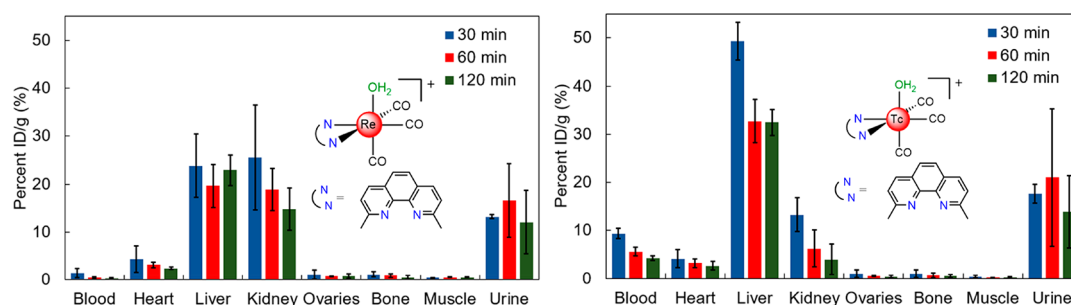 Percent ID/g (%)
50
40
30
20
10
0
30 min
60 min
120 min
OH2
+
CO
N
Re
CO
N
CO
N
N
=
N
N
Blood Heart Liver Kidney Ovaries Bone Muscle Urine
Percent ID/g (%)
50
40
30
20
10
0
30 min
60 min
120 min
OH2
+
CO
N
Tc
CO
N
CO
N
N
=
N
N
Blood Heart Liver Kidney Ovaries Bone Muscle Urine